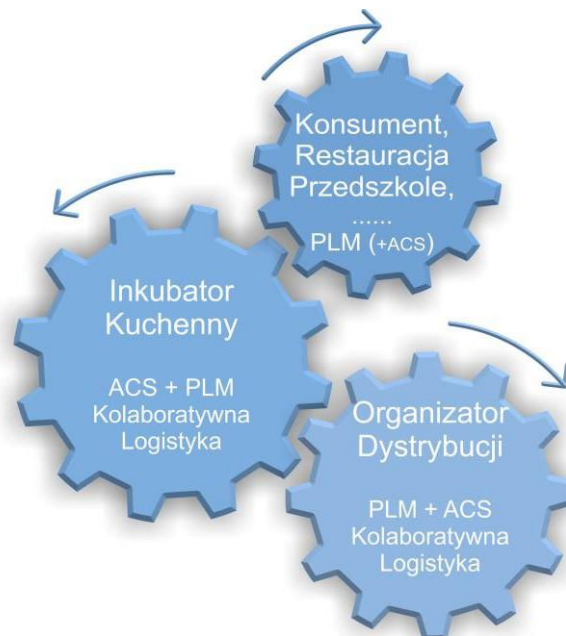 Konsument,
Restauracja
Przedszkole,
......
PLM (+ACS)
Inkubator
Kuchenny
ACS + PLM
Kolaboratywna
Logistyka
Organizator
Dystrybucji
PLM + ACS
Kolaboratywna
Logistyka